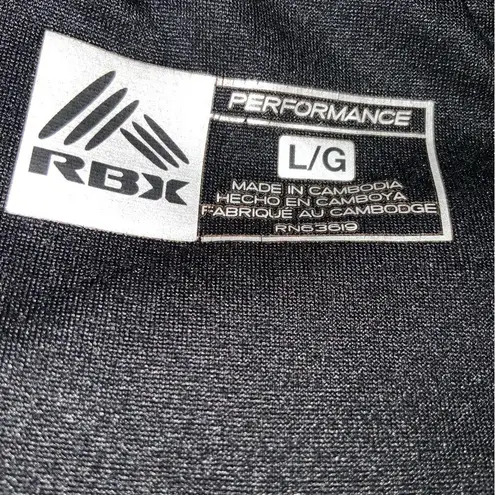 RBX
PERFORMANCE
L/G
MADE IN CAMBODIA
HECHO EN CAMBOYA
FABRIQUÉ AU CAMBODGE
RN63619